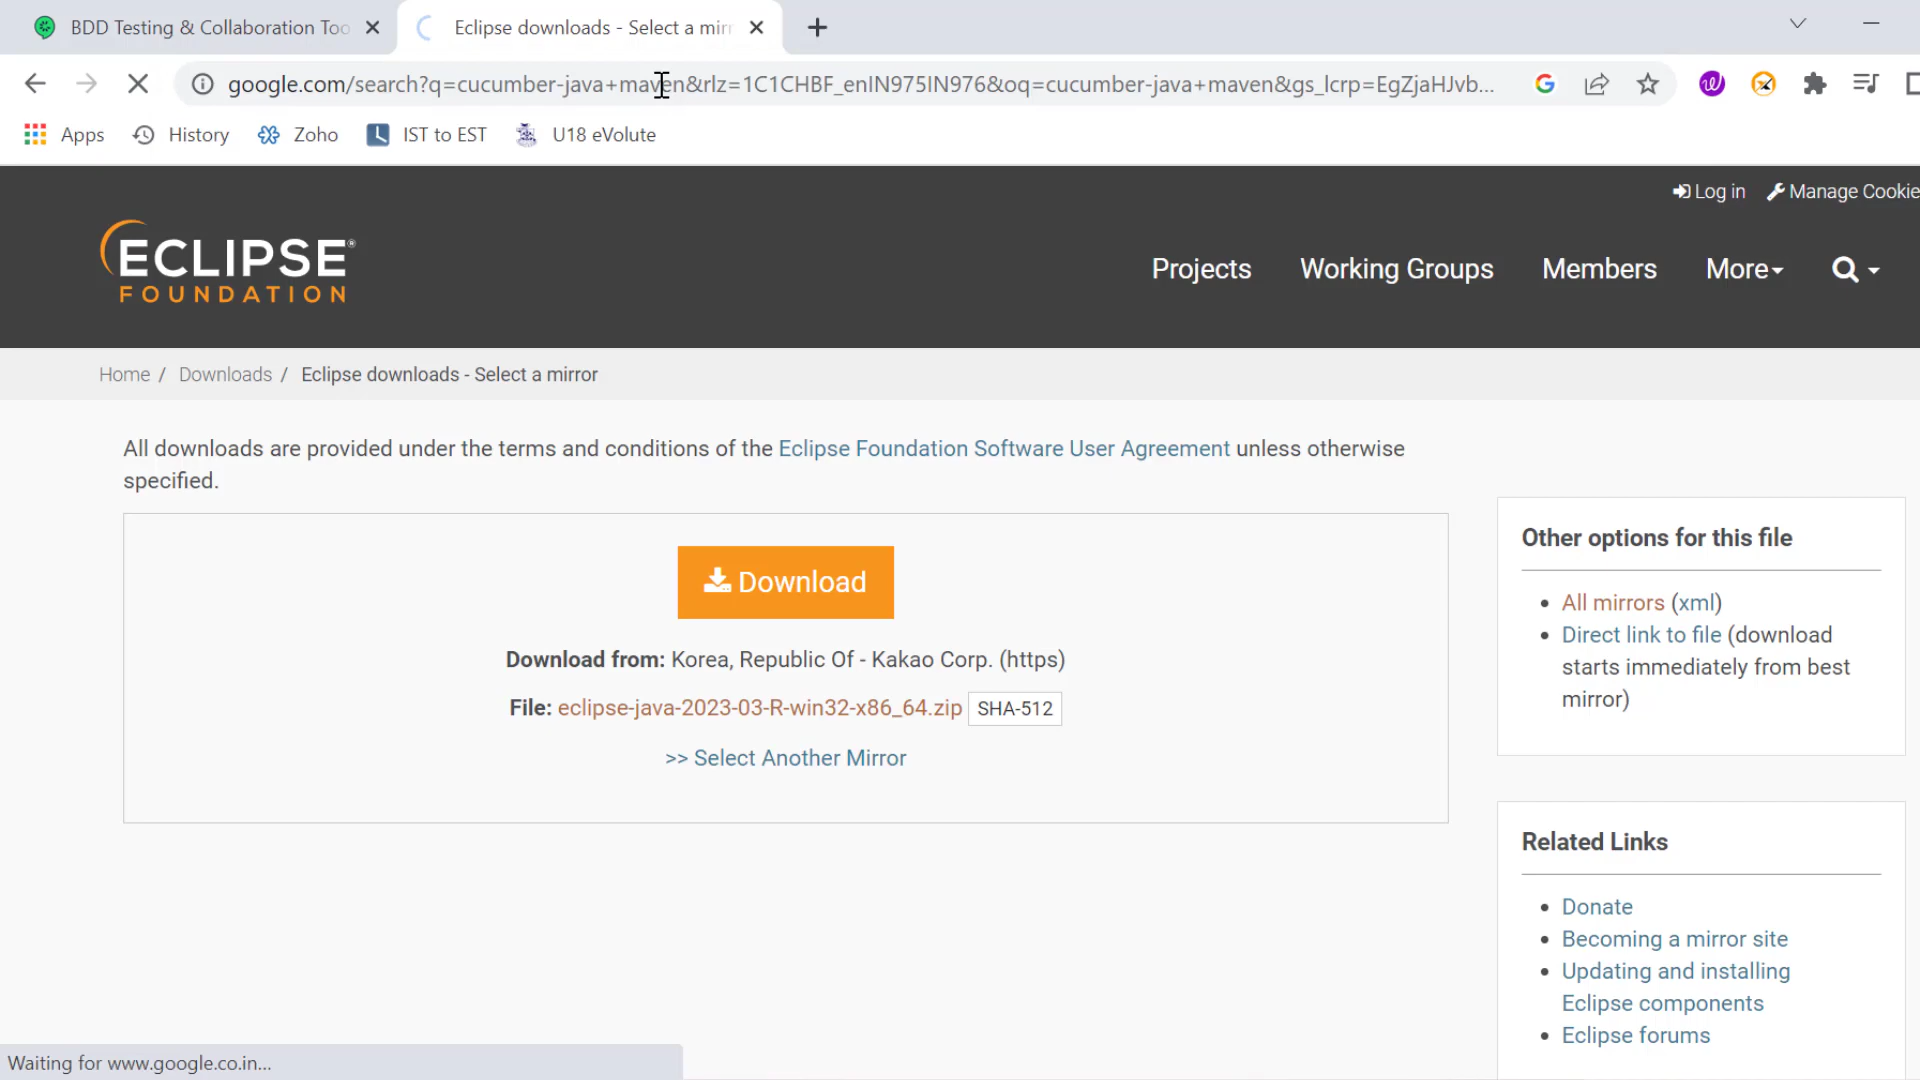 BDD Testing & Collaboration Too
Eclipse downloads - Select a mirr
google.com/search?q=cucumber-java+maven&rlz=1C1CHBF_enIN975IN976&oq=cucumber-java+maven&gs_lcrp=EgZjaHJvb...
Apps
History
Zoho
IST to EST
U18 eVolute
Log in
Manage Cookie
ECLIPSE®
FOUNDATION
Projects
Working Groups
Members
More
Home / Downloads / Eclipse downloads - Select a mirror
All downloads are provided under the terms and conditions of the Eclipse Foundation Software User Agreement unless otherwise
specified.
Download
Download from: Korea, Republic Of - Kakao Corp. (https)
File: eclipse-java-2023-03-R-win32-x86_64.zip SHA-512
>> Select Another Mirror
Other options for this file
• All mirrors (xml)
• Direct link to file (download
starts immediately from best
mirror)
Related Links
• Donate
• Becoming a mirror site
• Updating and installing
Eclipse components
• Eclipse forums
Waiting for www.google.co.in...